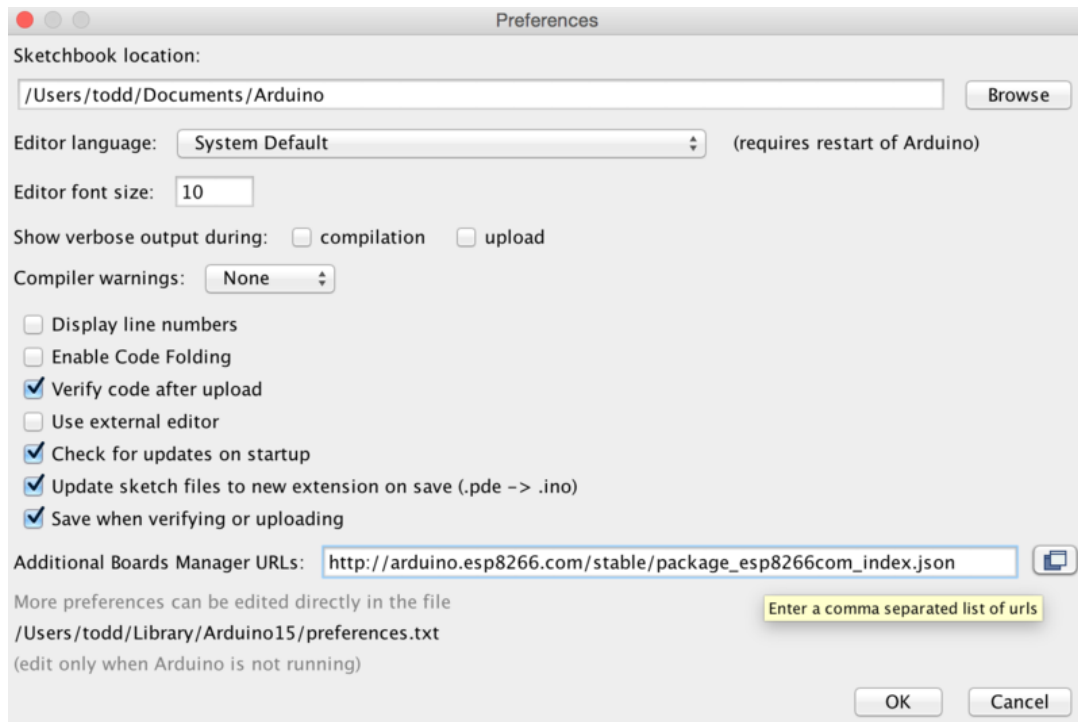 Preferences
Sketchbook location:
/Users/todd/Documents/Arduino Browse
Editor language: System Default (requires restart of Arduino)
Editor font size: 10
Show verbose output during: compilation upload
Compiler warnings: None
Display line numbers
Enable Code Folding
Verify code after upload
Use external editor
Check for updates on startup
Update sketch files to new extension on save (.pde -> .ino)
Save when verifying or uploading
Additional Boards Manager URLs: http://arduino.esp8266.com/stable/package_esp8266com_index.json
More preferences can be edited directly in the file
Enter a comma separated list of urls
/Users/todd/Library/Arduino15/preferences.txt
(edit only when Arduino is not running)
OK Cancel